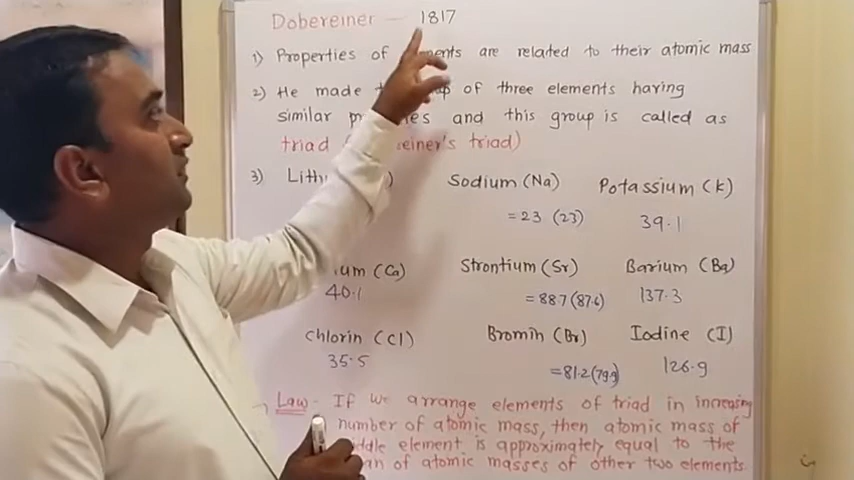 Dobereiner — 1817
1) Properties of elements are related to their atomic mass
2) He made of three elements having
similar and this group is called as
triad triad)
3) Sodium (Na) Potassium (K)
= 23 (23) 39.1
(Ca) Strontium (Sr) Barium (Ba)
40.1 = 88.7 (87.6) 137.3
Chlorin (Cl) Bromin (Br) Iodine (I)
35.5 = 81.2 (79.9) 126.9
Law - If we arrange elements of triad in increasing
number of atomic mass, then atomic mass of
element is approximately equal to the
of atomic masses of other two elements